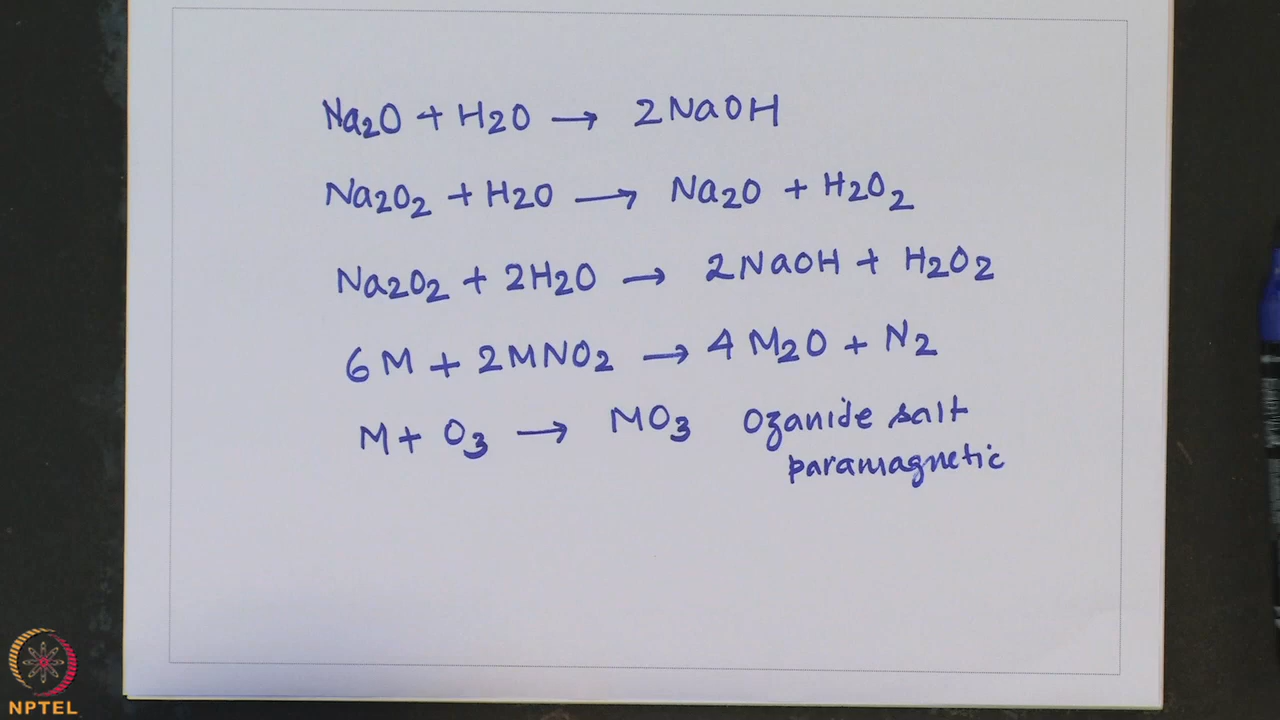 Na2O + H2O → 2NaOH
Na2O2 + H2O → Na2O + H2O2
Na2O2 + 2H2O → 2NaOH + H2O2
6M + 2MNO2 → 4M2O + N2
M + O3 → MO3 Ozanide salt
paramagnetic
NPTEL